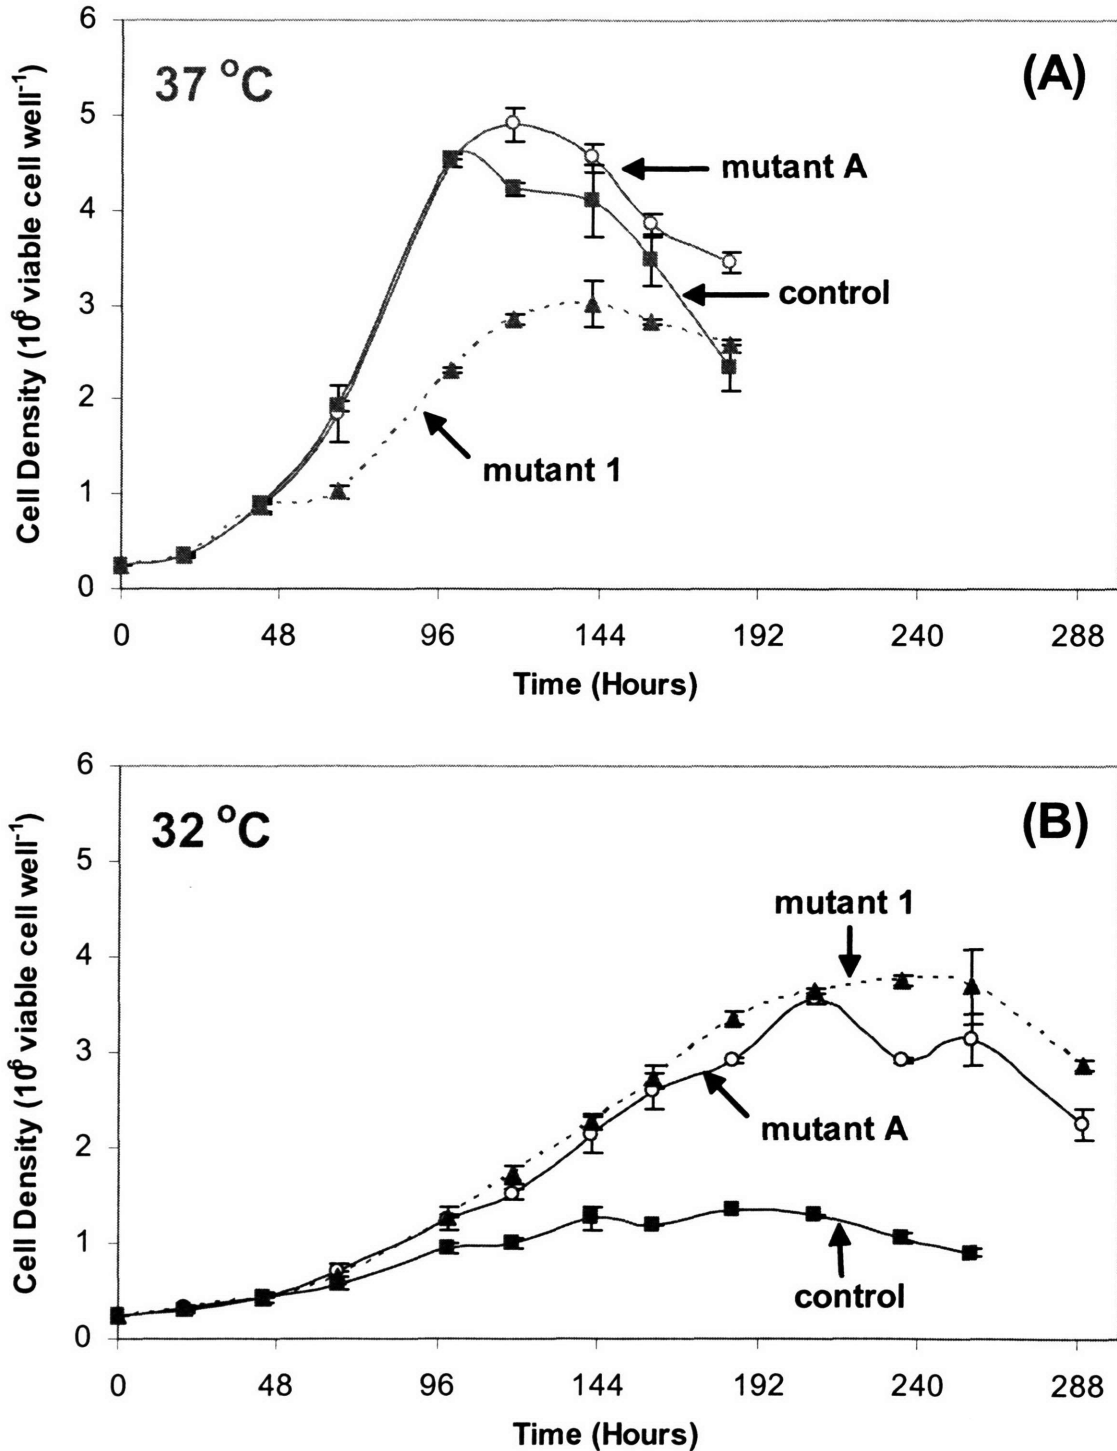 6
5
4
3
2
1
0
Cell Density (10⁶ viable cell well⁻¹)
37 °C
(A)
mutant A
control
mutant 1
0 48 96 144 192 240 288
Time (Hours)
6
5
4
3
2
1
0
Cell Density (10⁶ viable cell well⁻¹)
32 °C
(B)
mutant 1
mutant A
control
0 48 96 144 192 240 288
Time (Hours)